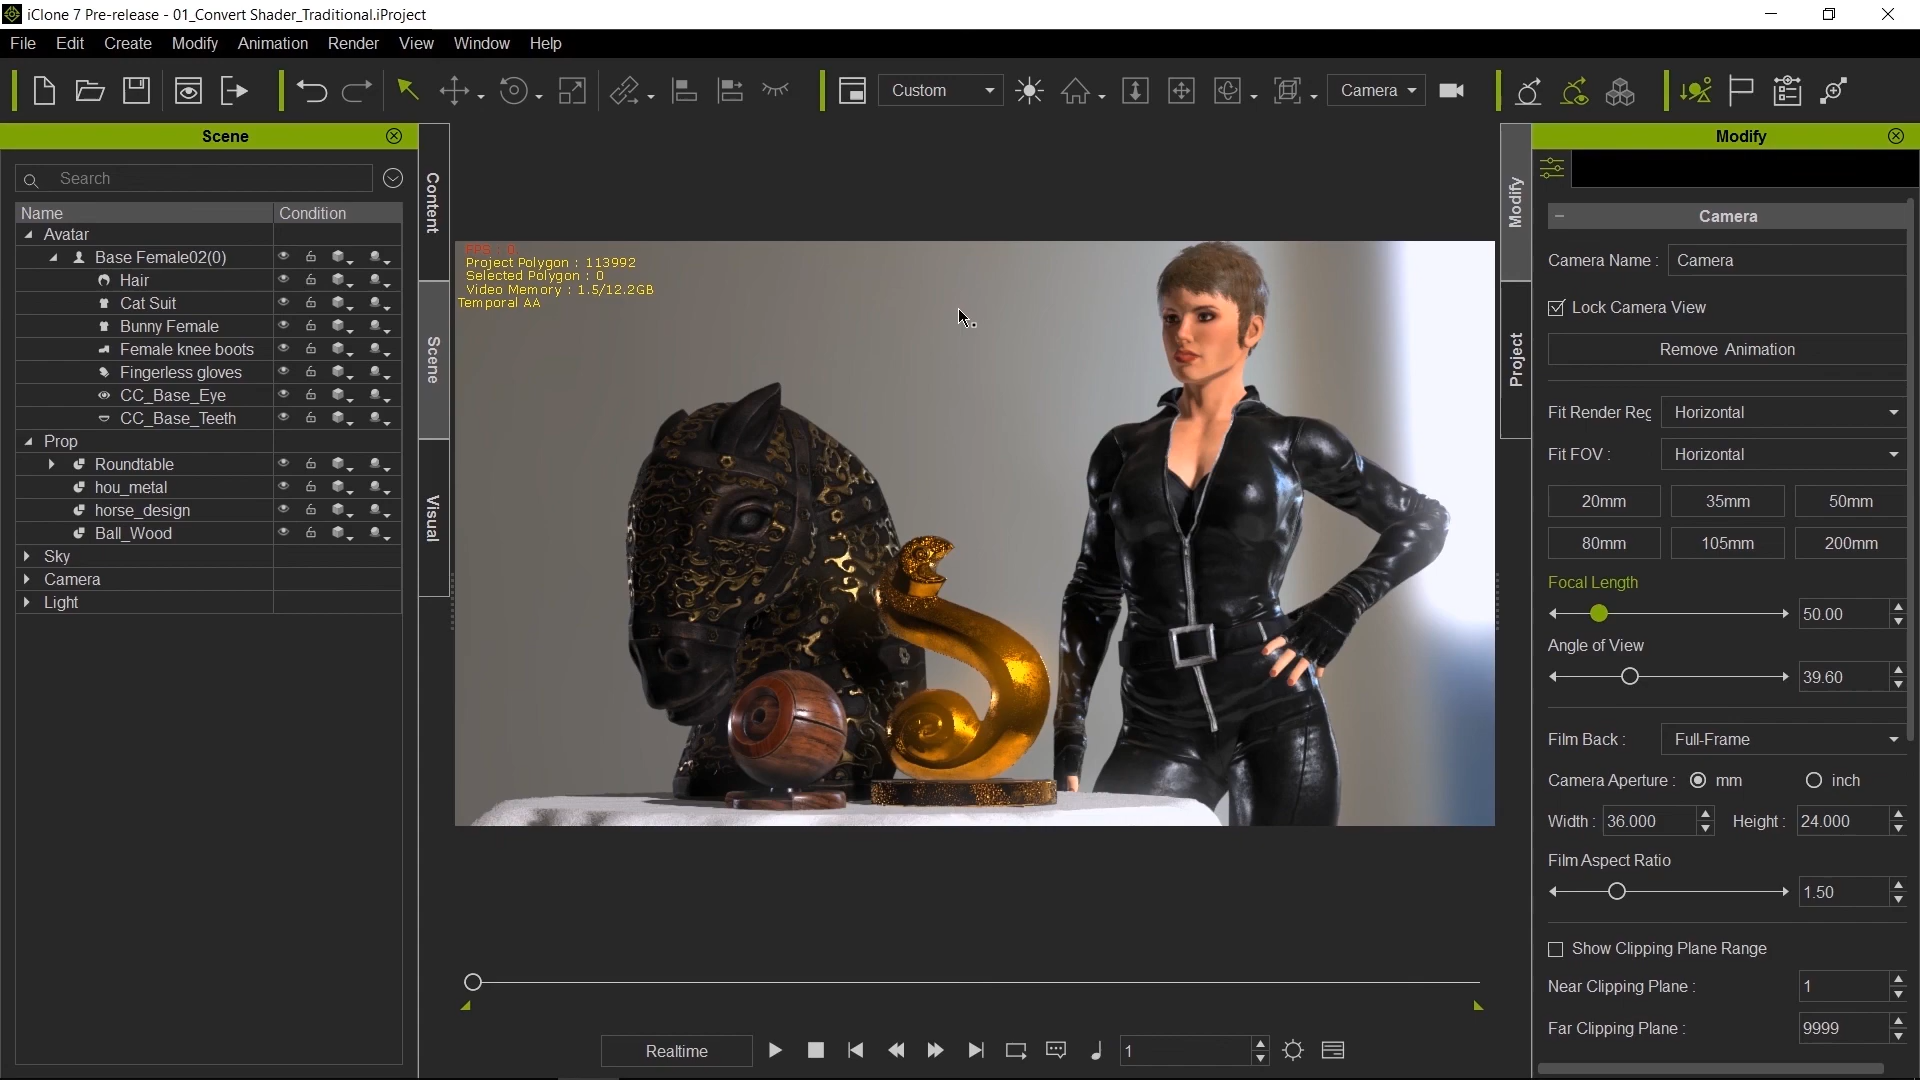 iClone 7 Pre-release - 01_Convert Shader_Traditional.iProject
File Edit Create Modify Animation Render View Window Help
Custom
Camera
Scene
Search
Name Condition
Avatar
Base Female02(0)
Hair
Cat Suit
Bunny Female
Female knee boots
Fingerless gloves
CC_Base_Eye
CC_Base_Teeth
Prop
Roundtable
hou_metal
horse_design
Ball_Wood
Sky
Camera
Light
Content
Scene
Visual
Project Polygon : 113992
Selected Polygon : 0
Video Memory : 1.5/12.2GB
Temporal AA
Realtime
1
Modify
Project
Modify
Camera
Camera Name : Camera
Lock Camera View
Remove Animation
Fit Render Reg Horizontal
Fit FOV : Horizontal
20mm 35mm 50mm
80mm 105mm 200mm
Focal Length
50.00
Angle of View
39.60
Film Back : Full-Frame
Camera Aperture : mm inch
Width : 36.000 Height : 24.000
Film Aspect Ratio
1.50
Show Clipping Plane Range
Near Clipping Plane : 1
Far Clipping Plane : 9999